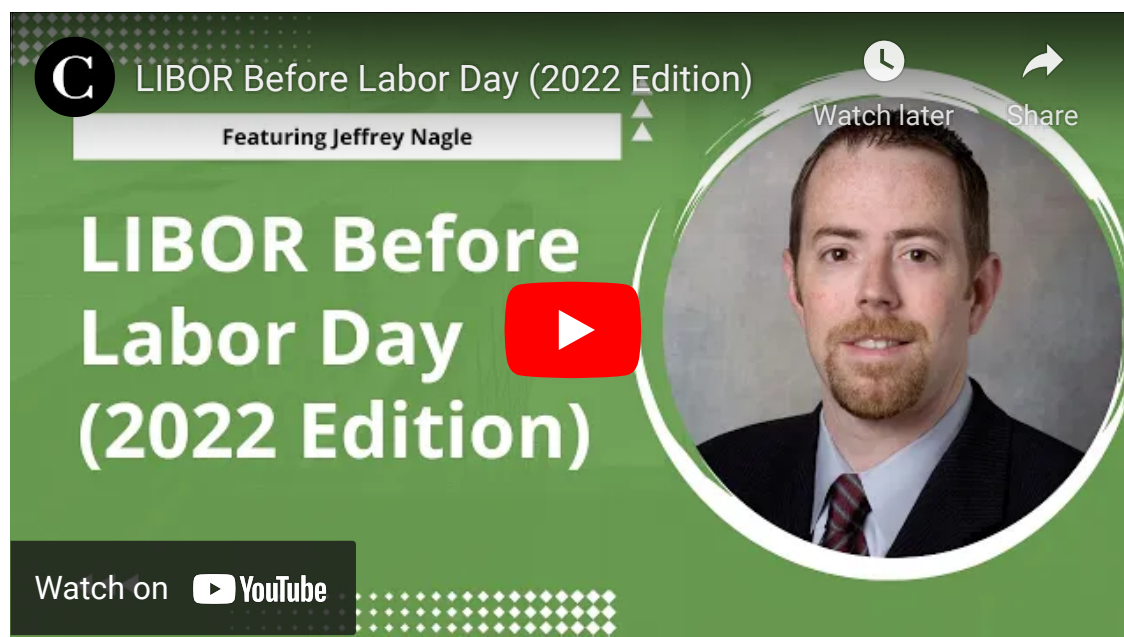 C
LIBOR Before Labor Day (2022 Edition)
Watch later
Share
Featuring Jeffrey Nagle
LIBOR Before
Labor Day
(2022 Edition)
Watch on YouTube